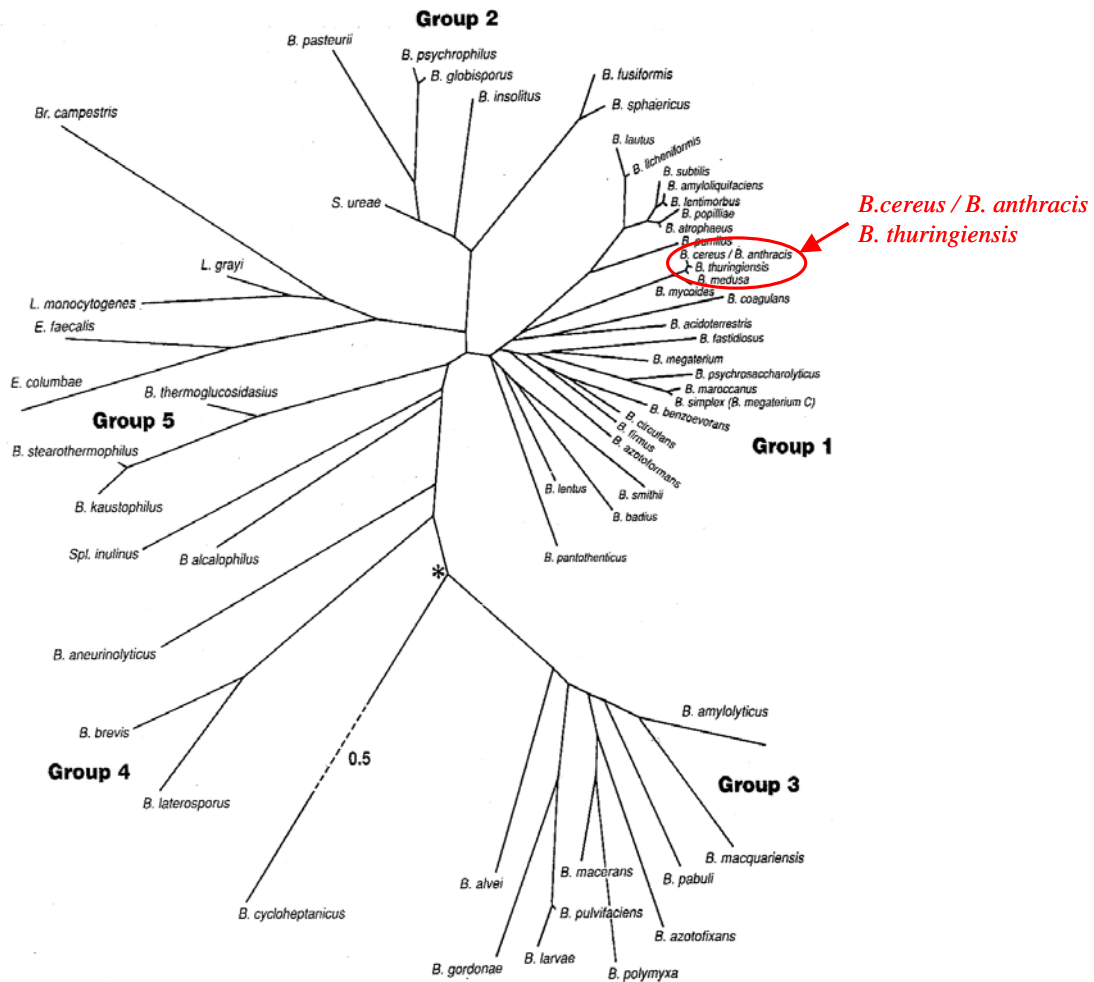 Group 2
B. pasteurii
B. psychrophilus
B. globisporus
B. insolitus
B. fusiformis
B. sphaericus
Br. campestris
S. ureae
L. grayi
L. monocytogenes
E. faecalis
E. columbae
B. lautus
B. licheniformis
B. subtilis
B. amyloliquifaciens
B. lentimorbus
B. popilliae
B. atrophaeus
B. pumilus
B. cereus / B. anthracis
B. thuringiensis
B. medusa
B. mycoides
B.cereus / B. anthracis
B. thuringiensis
B. coagulans
B. acidoterrestris
B. fastidiosus
B. megaterium
B. psychrosaccharolyticus
B. maroccanus
B. simplex (B. megaterium C)
B. benzoevorans
B. circulans
B. firmus
B. azotoformans
Group 1
B. smithii
B. badius
B. lentus
B. pantothenticus
B. thermoglucosidasius
Group 5
B. stearothermophilus
B. kaustophilus
Spl. inulinus
B alcalophilus
*
B. aneurinolyticus
B. brevis
Group 4
B. laterosporus
0.5
B. cycloheptanicus
B. amylolyticus
Group 3
B. macquariensis
B. pabuli
B. macerans
B. alvei
B. pulvifaciens
B. azotofixans
B. larvae
B. gordonae
B. polymyxa